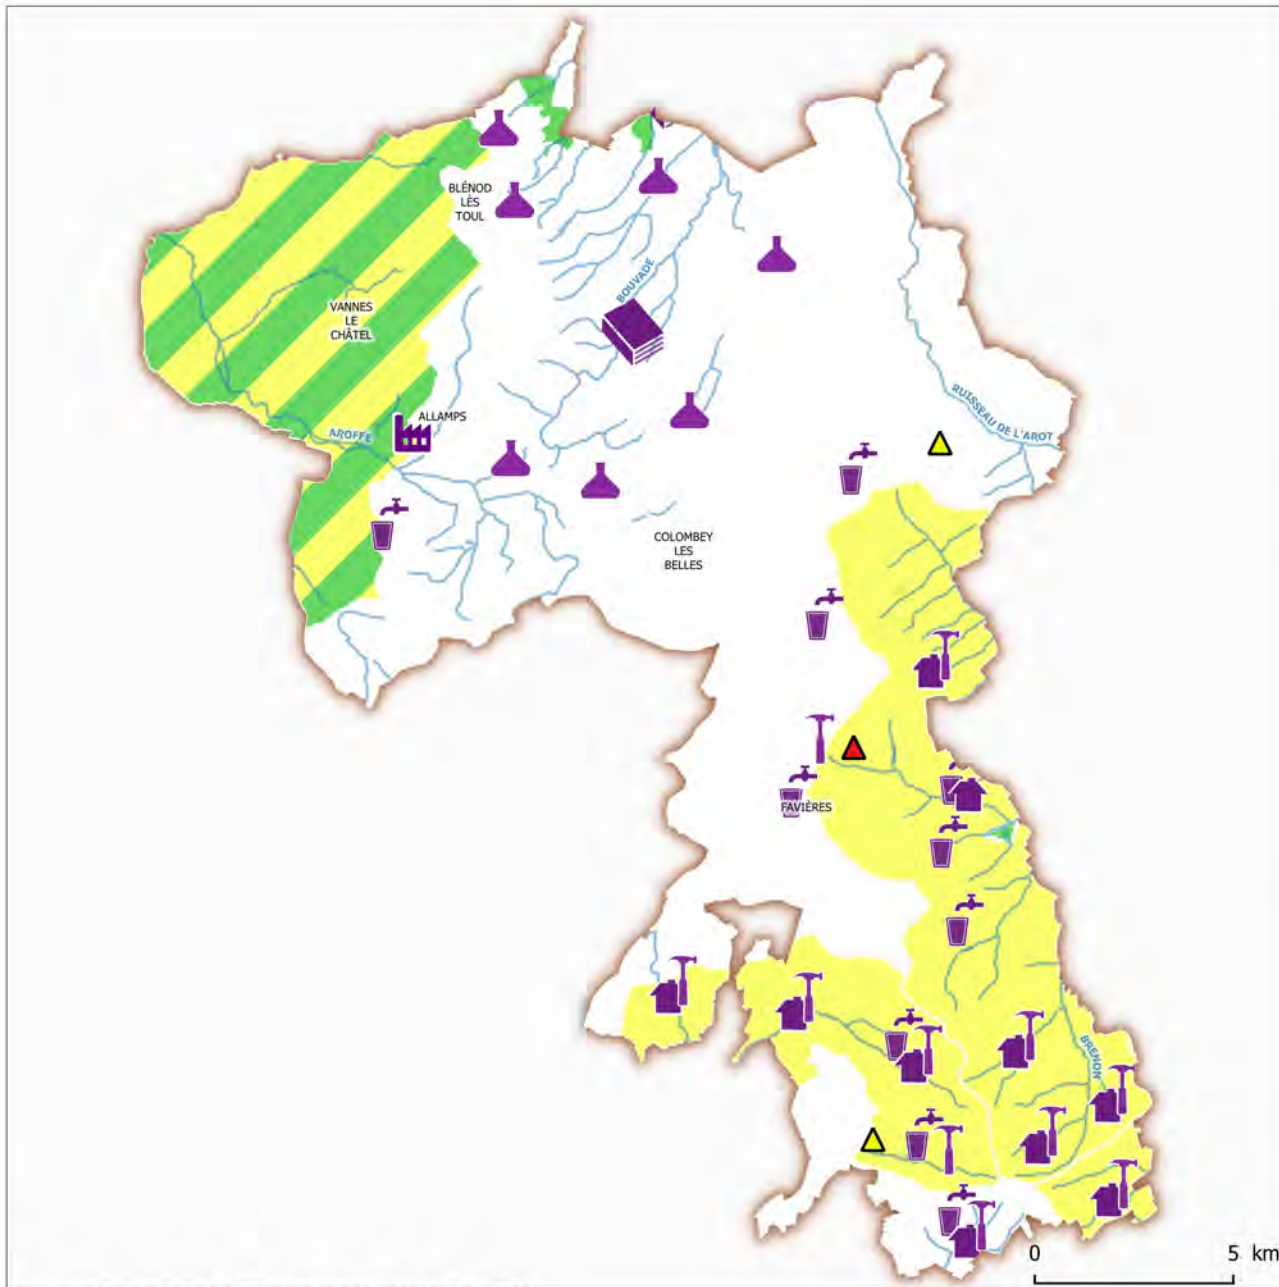 BLÉNOD
LÈS
TOUL
BOUVADE
VANNES
LE
CHÂTEL
RUISSEAU DE L'AROT
ALLAMPS
AROFFE
COLOMBEY
LES
BELLES
FAVIÈRES
BRENON
0 5 km